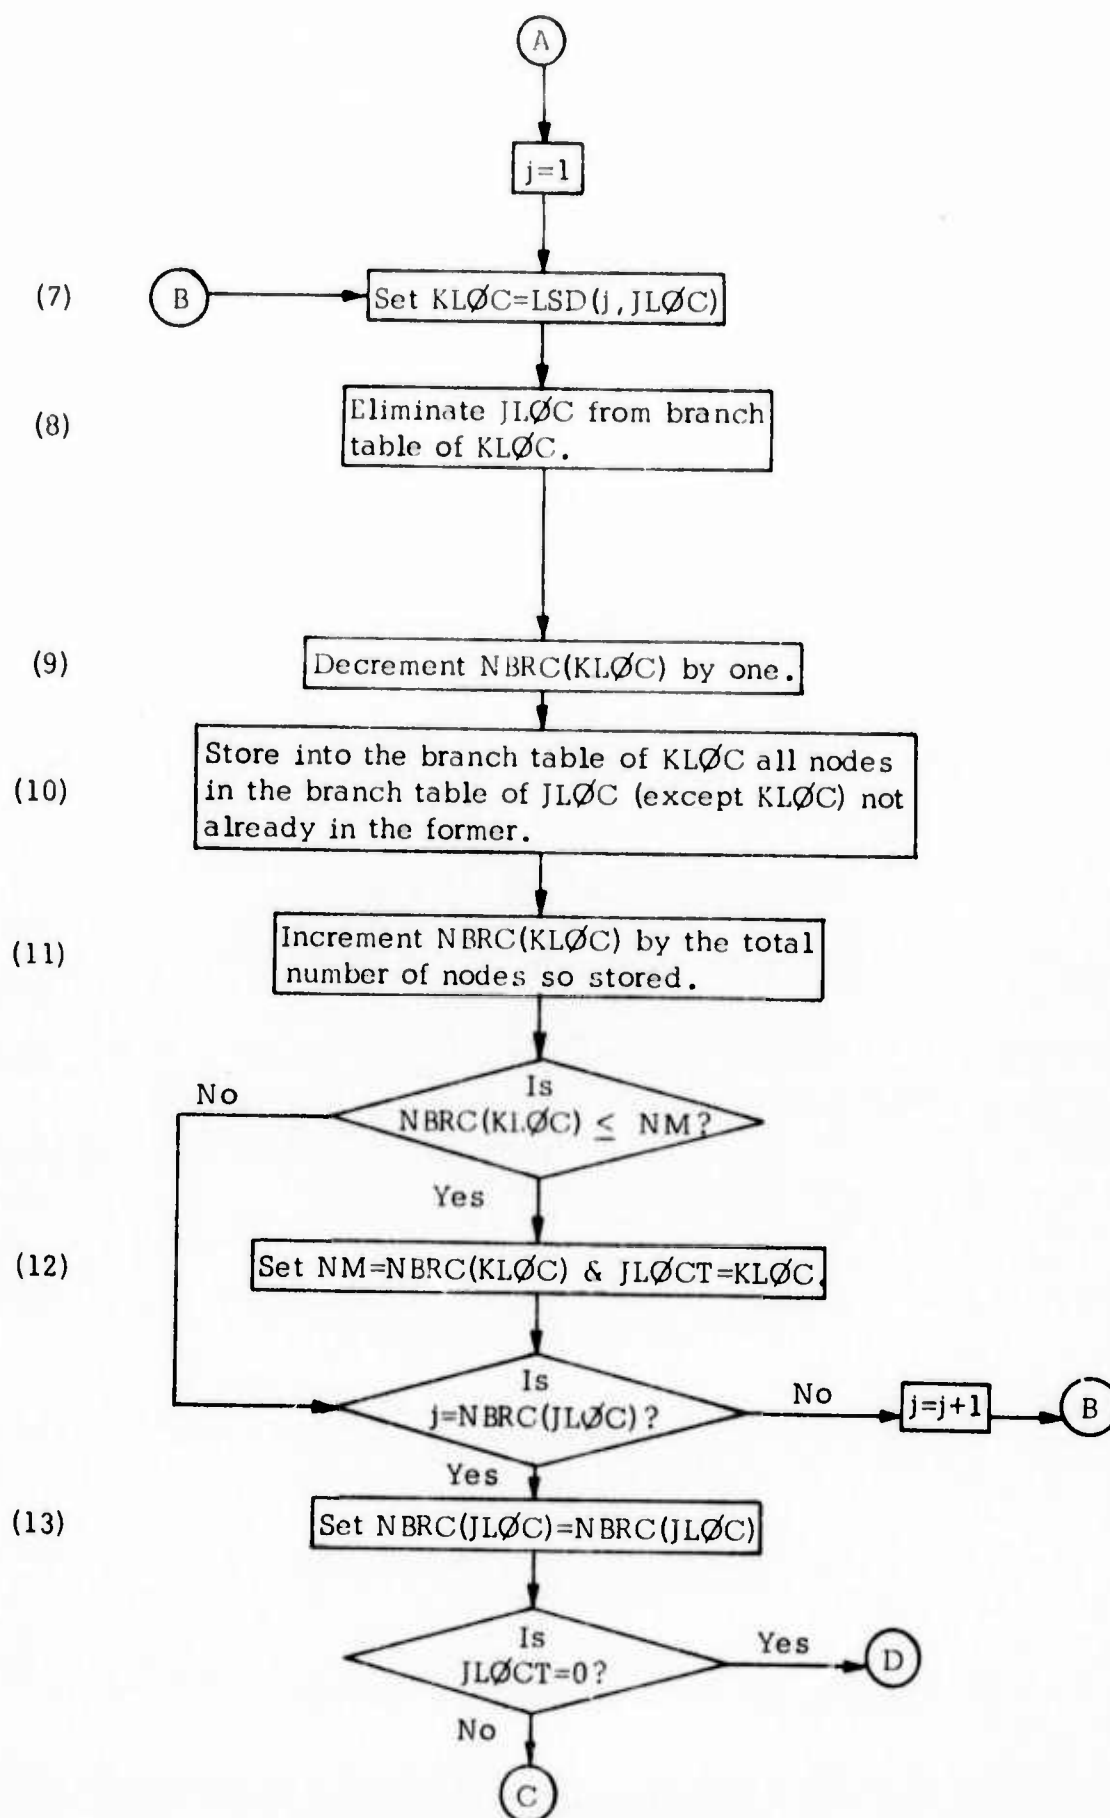 A
j=1
(7)
B
Set KLØC=LSD(j,JLØC)
(8)
Eliminate JLØC from branch
table of KLØC.
(9)
Decrement NBRC(KLØC) by one.
(10)
Store into the branch table of KLØC all nodes
in the branch table of JLØC (except KLØC) not
already in the former.
(11)
Increment NBRC(KLØC) by the total
number of nodes so stored.
No
Is
NBRC(KLØC) ≤ NM?
Yes
(12)
Set NM=NBRC(KLØC) & JLØCT=KLØC.
Is
j=NBRC(JLØC)?
No
j=j+1
B
Yes
(13)
Set NBRC(JLØC)=NBRC(JLØC)
Is
JLØCT=0?
Yes
D
No
C